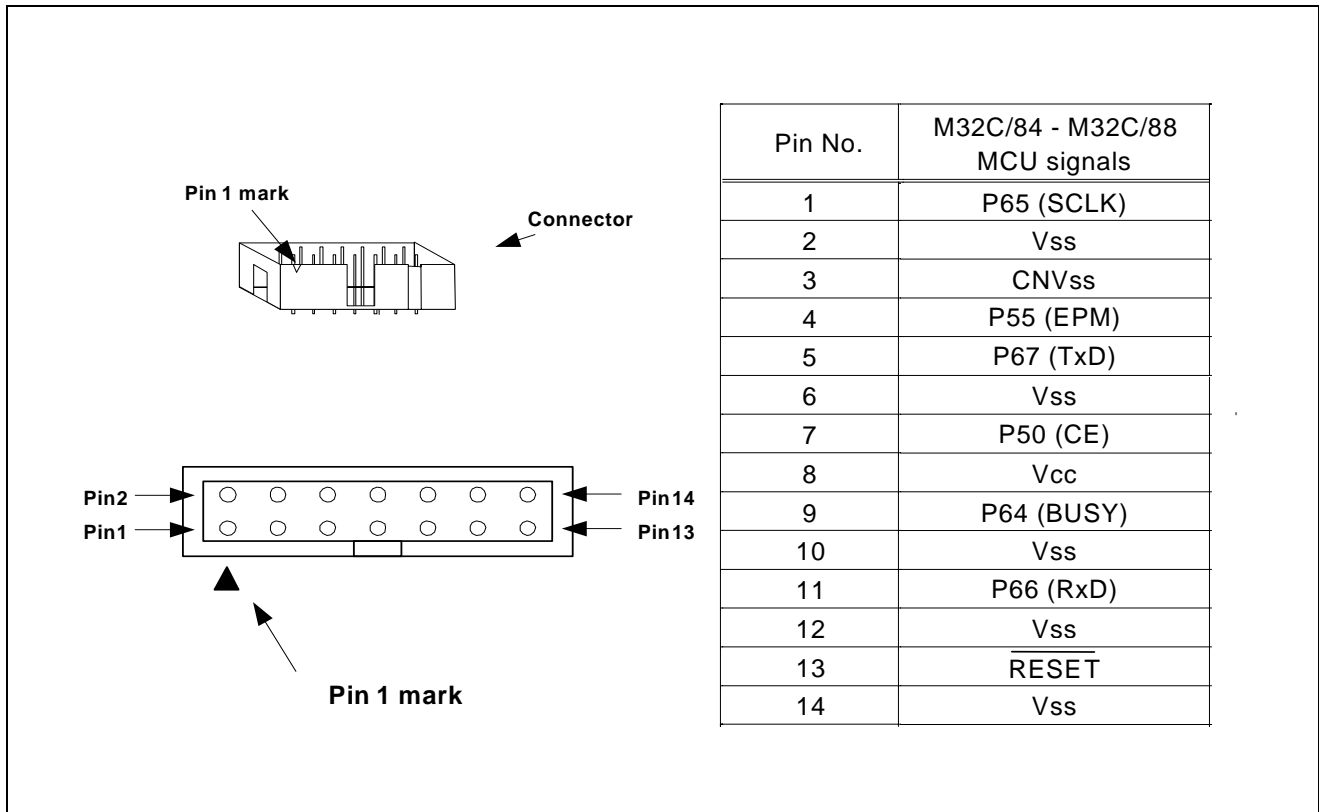 Pin 1 mark
Connector
Pin2
Pin1
Pin14
Pin13
Pin 1 mark
Pin No. M32C/84 - M32C/88
MCU signals
1 P65 (SCLK)
2 Vss
3 CNVss
4 P55 (EPM)
5 P67 (TxD)
6 Vss
7 P50 (CE)
8 Vcc
9 P64 (BUSY)
10 Vss
11 P66 (RxD)
12 Vss
13 RESET
14 Vss